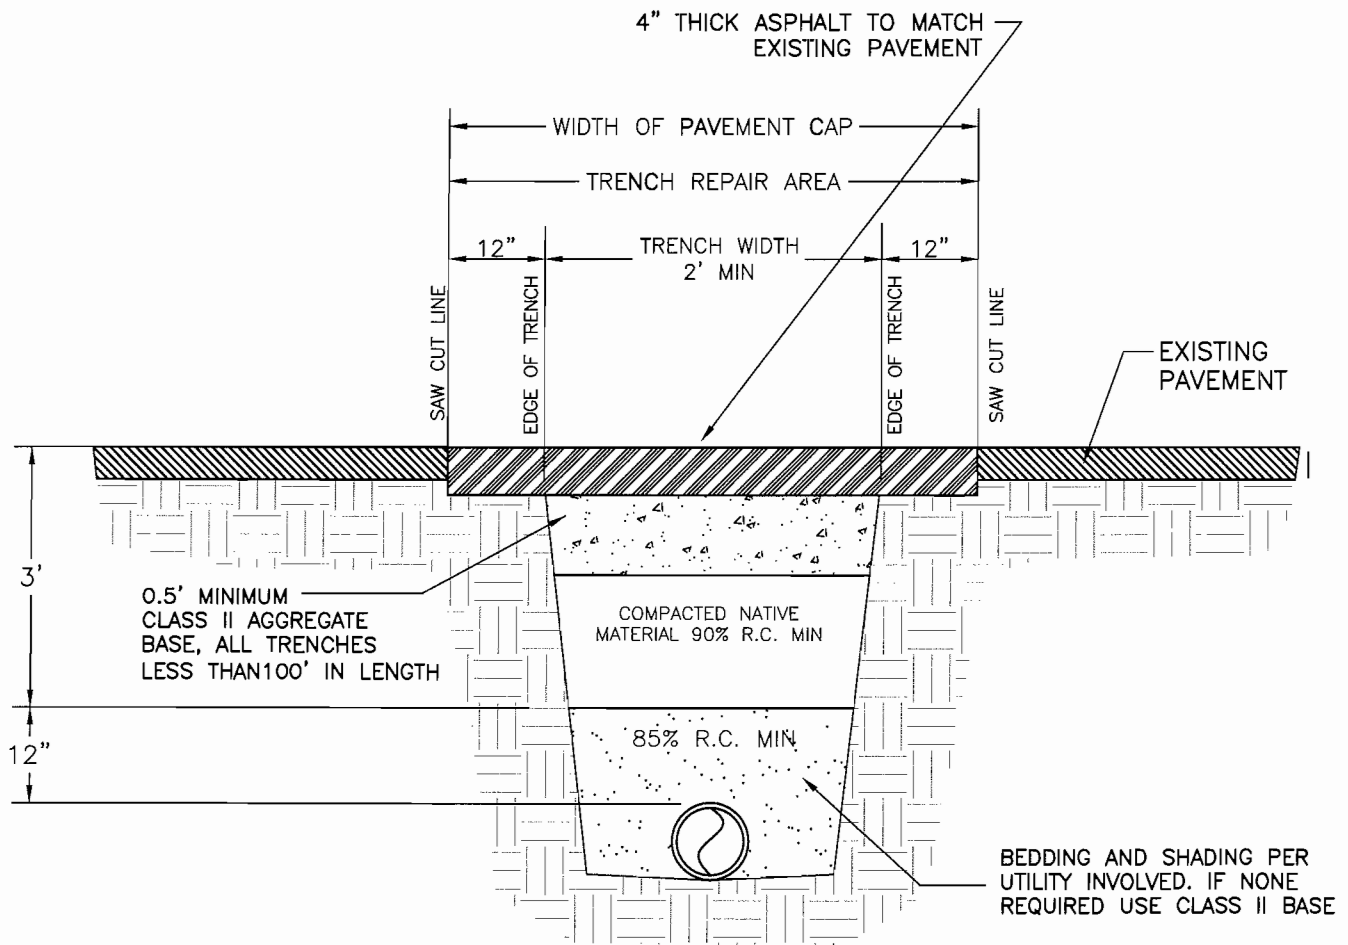 4" THICK ASPHALT TO MATCH
EXISTING PAVEMENT
WIDTH OF PAVEMENT CAP
TRENCH REPAIR AREA
12"
TRENCH WIDTH
2' MIN
12"
SAW CUT LINE
EDGE OF TRENCH
EDGE OF TRENCH
SAW CUT LINE
EXISTING
PAVEMENT
3'
0.5' MINIMUM
CLASS II AGGREGATE
BASE, ALL TRENCHES
LESS THAN100' IN LENGTH
COMPACTED NATIVE
MATERIAL 90% R.C. MIN
12"
85% R.C. MIN
BEDDING AND SHADING PER
UTILITY INVOLVED. IF NONE
REQUIRED USE CLASS II BASE